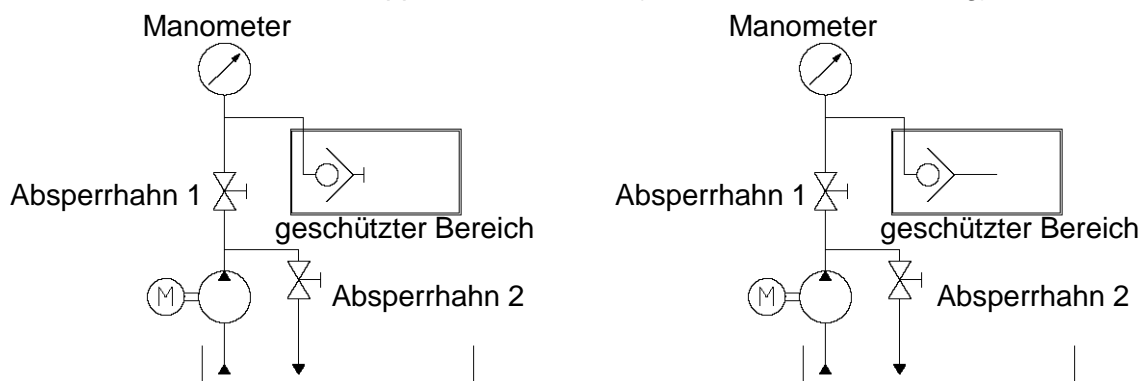 Manometer
Absperrhahn 1
geschützter Bereich
Absperrhahn 2
M
Manometer
Absperrhahn 1
geschützter Bereich
Absperrhahn 2
M